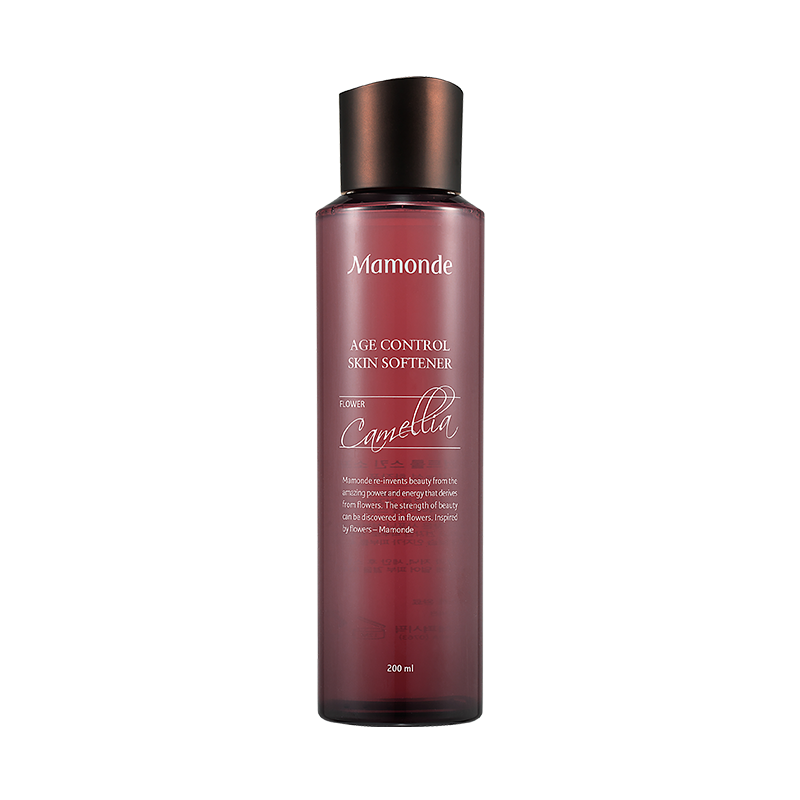 Mamonde
AGE CONTROL
SKIN SOFTENER
FLOWER
Camellia
Mamonde re-invents beauty from the
amazing power and energy that derives
from flowers. The strength of beauty
can be discovered in flowers. Inspired
by flowers – Mamonde
200 ml